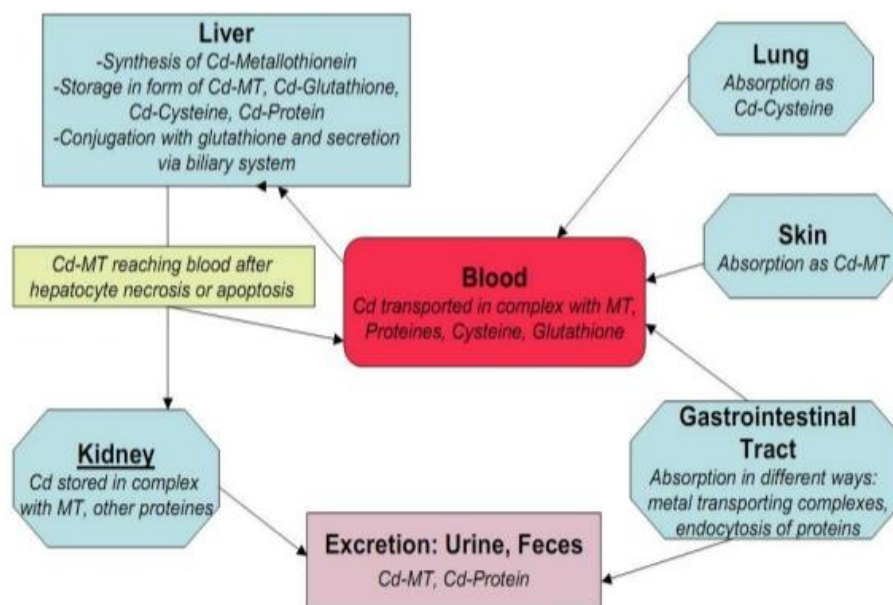 Liver
-Synthesis of Cd-Metallothionein
-Storage in form of Cd-MT, Cd-Glutathione,
Cd-Cysteine, Cd-Protein
-Conjugation with glutathione and secretion
via biliary system
Lung
Absorption as
Cd-Cysteine
Skin
Absorption as Cd-MT
Cd-MT reaching blood after
hepatocyte necrosis or apoptosis
Blood
Cd transported in complex with MT,
Proteines, Cysteine, Glutathione
Kidney
Cd stored in complex
with MT, other proteines
Gastrointestinal
Tract
Absorption in different ways:
metal transporting complexes,
endocytosis of proteins
Excretion: Urine, Feces
Cd-MT, Cd-Protein